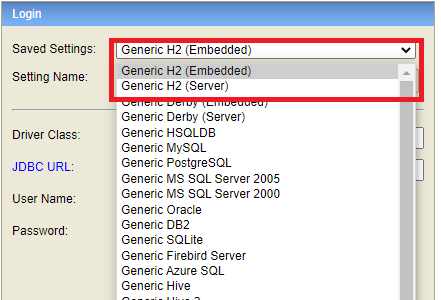 Login
Saved Settings: Generic H2 (Embedded)
Generic H2 (Embedded)
Setting Name:
Generic H2 (Server)
Generic Derby (Embedded)
Generic Derby (Server)
Driver Class:
Generic HSQLDB
Generic MySQL
JDBC URL:
Generic PostgreSQL
Generic MS SQL Server 2005
User Name:
Generic MS SQL Server 2000
Generic Oracle
Password:
Generic DB2
Generic SQLite
Generic Firebird Server
Generic Azure SQL
Generic Hive
Generic Hive 2